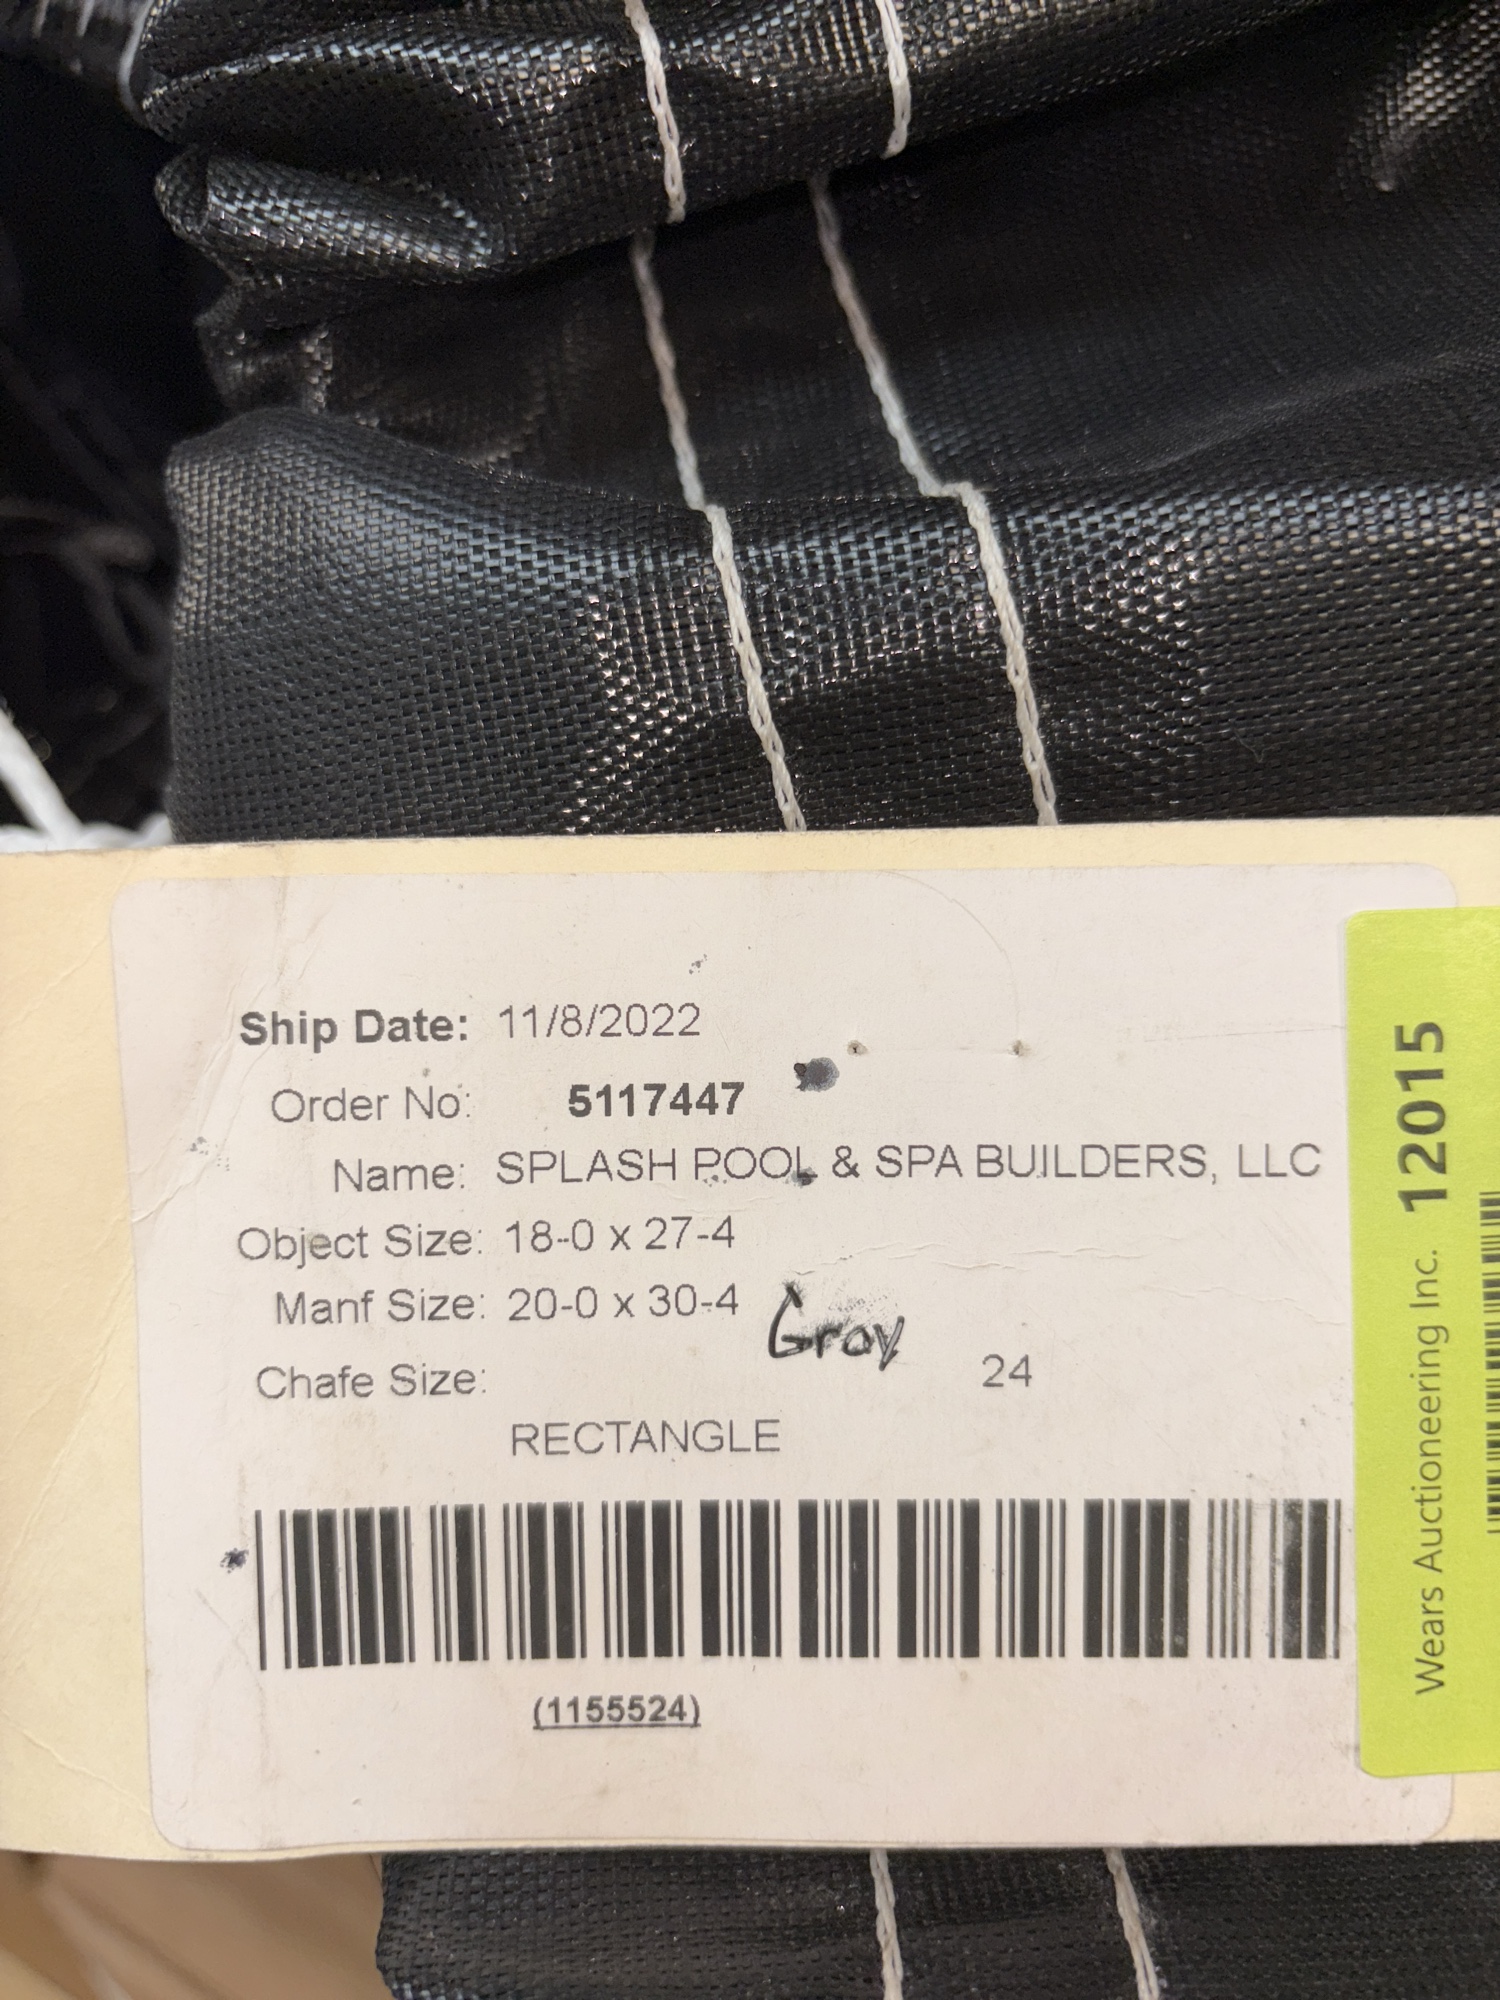 Ship Date: 11/8/2022
Order No: 5117447
Name: SPLASH POOL & SPA BUILDERS, LLC
Object Size: 18-0 x 27-4
Manf Size: 20-0 x 30-4
Gray
Chafe Size: 24
RECTANGLE
(1155524)
Wears Auctioneering Inc. 12015